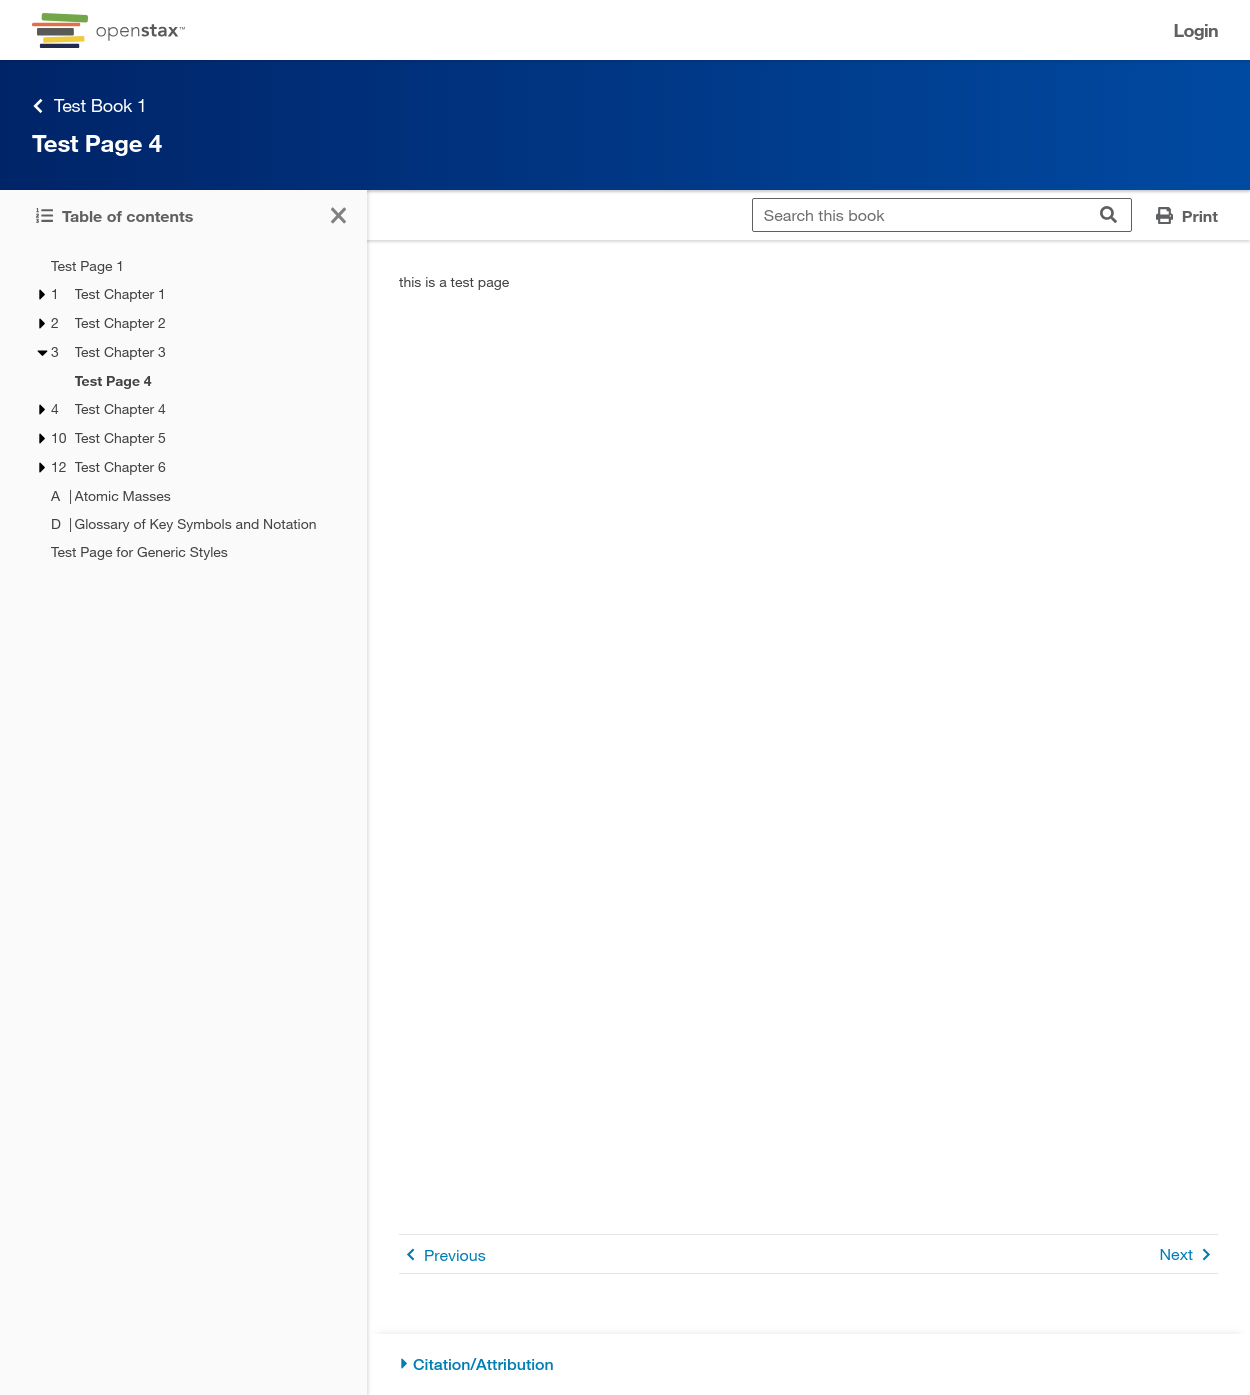 openstax™
Login
Test Book 1
Test Page 4
Table of contents
Search this book
Print
Test Page 1
1 Test Chapter 1
2 Test Chapter 2
3 Test Chapter 3
Test Page 4
4 Test Chapter 4
10 Test Chapter 5
12 Test Chapter 6
A | Atomic Masses
D | Glossary of Key Symbols and Notation
Test Page for Generic Styles
this is a test page
Previous
Next
Citation/Attribution